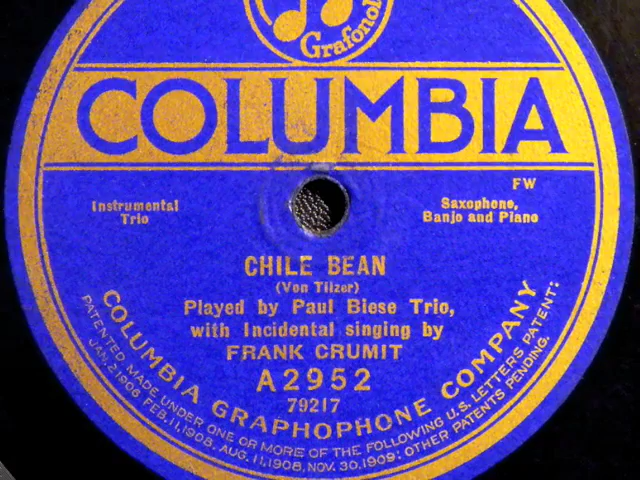 Grafonola
COLUMBIA
FW
Instrumental
Trio
Saxophone,
Banjo and Piano
CHILE BEAN
(Von Tilzer)
Played by Paul Biese Trio,
with Incidental singing by
FRANK CRUMIT
A2952
79217
COLUMBIA GRAPHOPHONE COMPANY
PATENTED, MADE UNDER ONE OR MORE OF THE FOLLOWING U.S. LETTERS PATENT:
JAN. 2, 1906, FEB. 11, 1908, AUG. 11, 1908, NOV. 30, 1909; OTHER PATENTS PENDING.